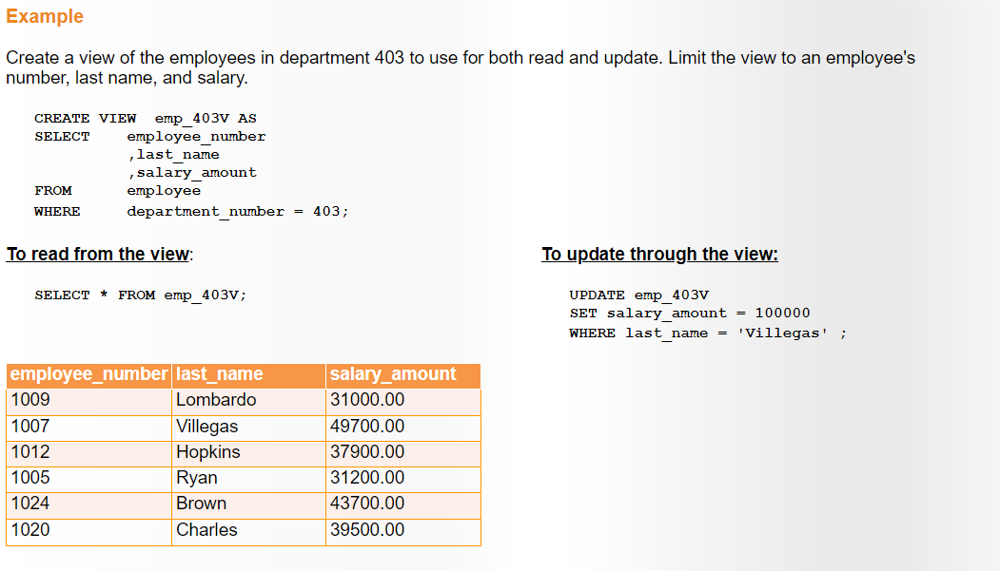 Example
Create a view of the employees in department 403 to use for both read and update. Limit the view to an employee's
number, last name, and salary.
CREATE VIEW  emp_403V AS
SELECT    employee_number
          ,last_name
          ,salary_amount
FROM      employee
WHERE     department_number = 403;
To read from the view:
SELECT * FROM emp_403V;
To update through the view:
UPDATE emp_403V
SET salary_amount = 100000
WHERE last_name = 'Villegas' ;
employee_number last_name salary_amount
1009 Lombardo 31000.00
1007 Villegas 49700.00
1012 Hopkins 37900.00
1005 Ryan 31200.00
1024 Brown 43700.00
1020 Charles 39500.00